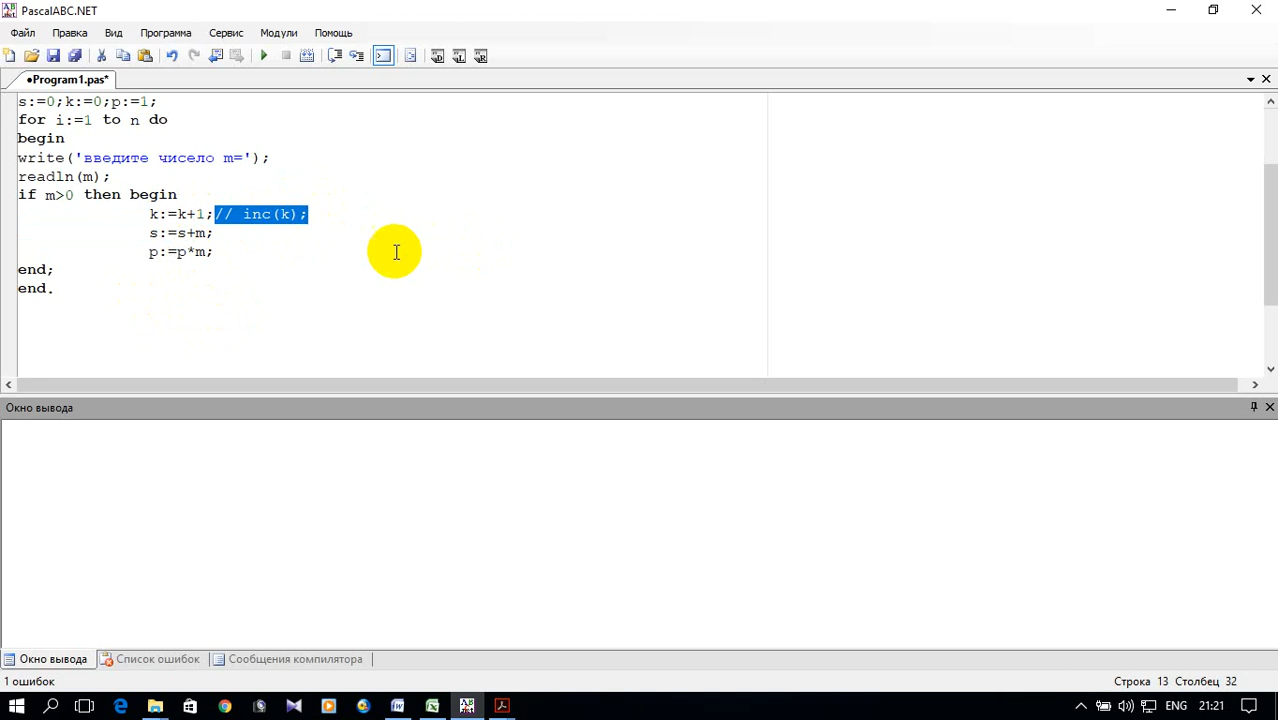 PascalABC.NET
Файл Правка Вид Программа Сервис Модули Помощь
•Program1.pas*
s:=0;k:=0;p:=1;
for i:=1 to n do
begin
write('введите чисело m=');
readln(m);
if m>0 then begin
k:=k+1;// inc(k);
s:=s+m;
p:=p*m;
end;
end.
Окно вывода
Окно вывода Список ошибок Сообщения компилятора
1 ошибок Строка 13 Столбец 32
ENG 21:21